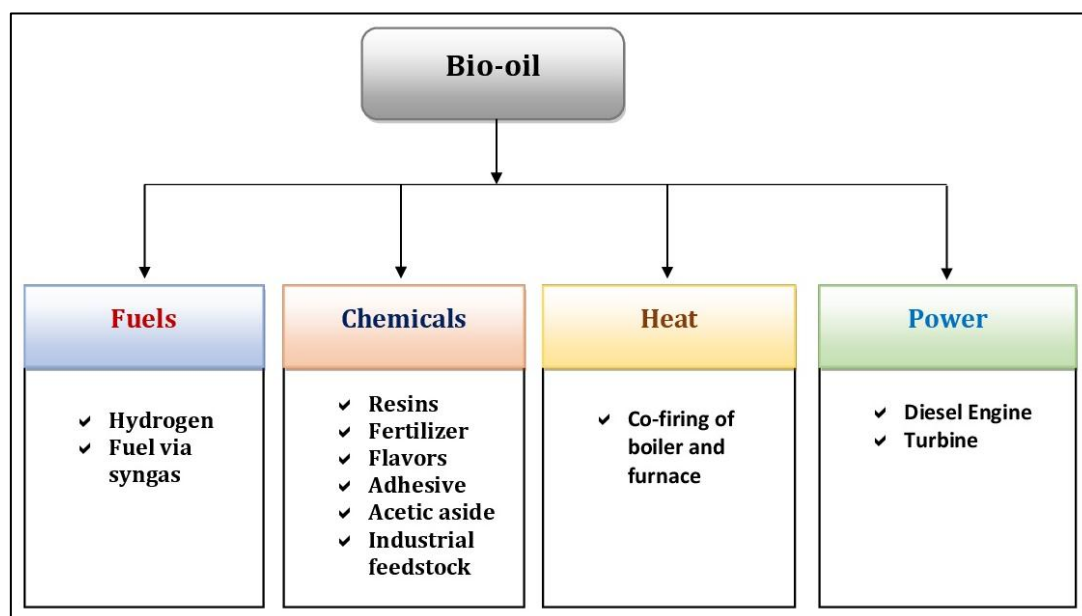 Bio-oil
Fuels
Hydrogen
Fuel via
syngas
Chemicals
Resins
Fertilizer
Flavors
Adhesive
Acetic aside
Industrial
feedstock
Heat
Co-firing of
boiler and
furnace
Power
Diesel Engine
Turbine